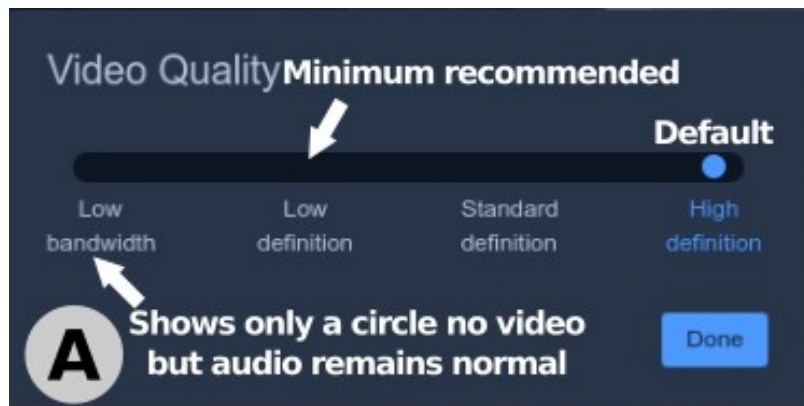 Video Quality Minimum recommended
Default
Low bandwidth
Low definition
Standard definition
High definition
Shows only a circle no video
but audio remains normal
A
Done